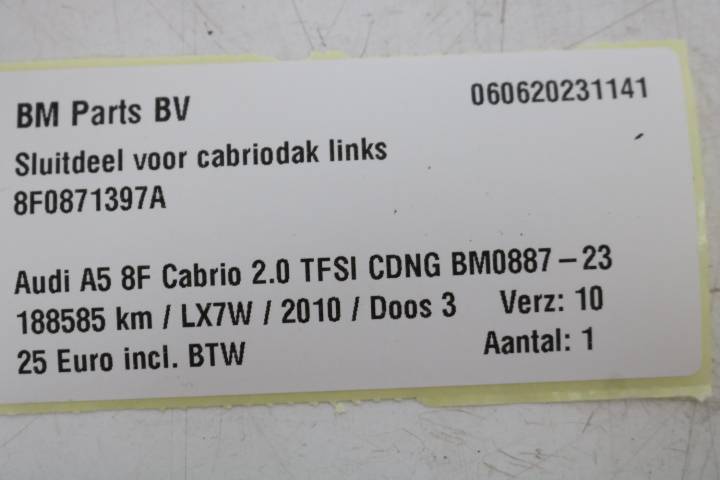 BM Parts BV 060620231141
Sluitdeel voor cabriodak links
8F0871397A
Audi A5 8F Cabrio 2.0 TFSI CDNG BM0887-23
188585 km / LX7W / 2010 / Doos 3 Verz: 10
25 Euro incl. BTW Aantal: 1